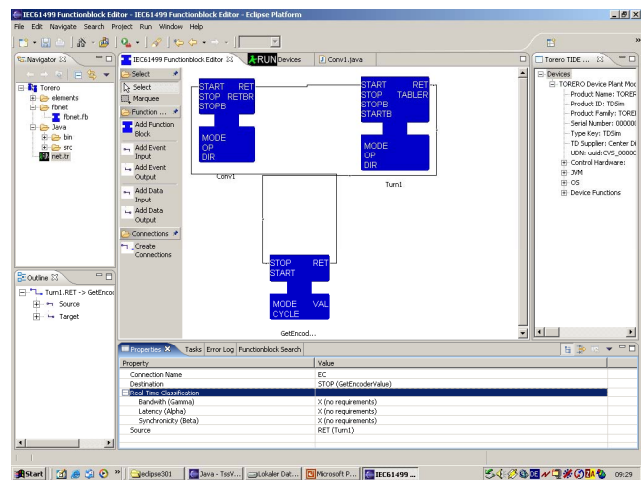 IEC61499 Functionblock Editor - IEC61499 FunctionBlock Editor - Eclipse Platform
File Edit Navigate Search Project Run Window Help
Navigator
Torero
elements
fbnet
fbnet.fb
Java
bin
src
net.tr
Outline
Turn1.RET -> GetEncod
Source
Target
IEC61499 Functionblock Editor
RUN Devices
Conv1.java
Select
Select
Marquee
Function ...
Add Function Block
Add Event Input
Add Event Output
Add Data Input
Add Data Output
Connections
Create Connections
START RET
STOP RETBR
STOPB
MODE
OP
DIR
Conv1
START RET
STOP TABLER
STOPB
STARTB
MODE
OP
DIR
Turn1
STOP RET
START
MODE VAL
CYCLE
GetEncod...
Torero TIDE ...
Devices
TORERO Device Plant Moc
Product Name: TORER
Product ID: TDSim
Product Family: TOREI
Serial Number: 00000
Type Key: TDSim
TD Supplier: Center Di
UDN: uuid:CVS_0000
Control Hardware:
JVM
OS
Device Functions
Properties Tasks Error Log Functionblock Search
Property Value
Connection Name EC
Destination STOP (GetEncoderValue)
Real Time Classification
Bandwith (Gamma) X (no requirements)
Latency (Alpha) X (no requirements)
Synchronicity (Beta) X (no requirements)
Source RET (Turn1)
Start
eclipse301
Java - TssV...
Lokaler Dat...
Microsoft P...
IEC61499 ...
09:29